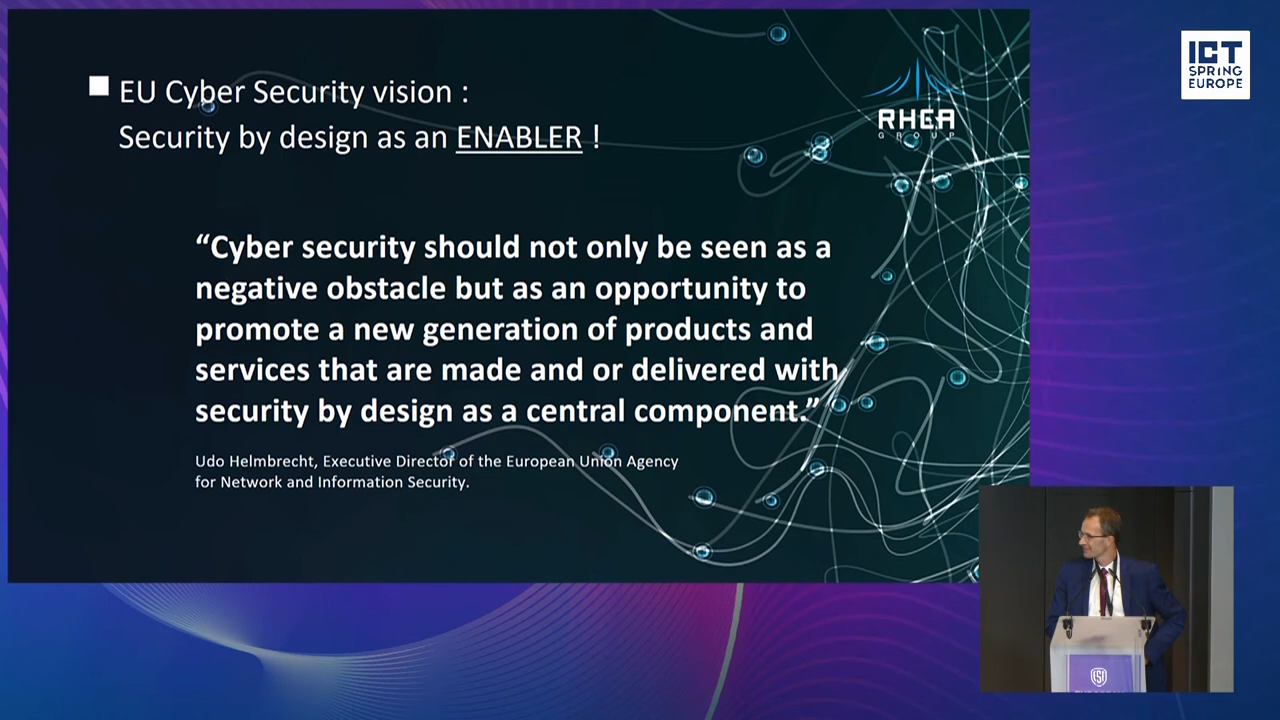 EU Cyber Security vision :
Security by design as an ENABLER !
RHEA
GROUP
“Cyber security should not only be seen as a
negative obstacle but as an opportunity to
promote a new generation of products and
services that are made and or delivered with
security by design as a central component.”
Udo Helmbrecht, Executive Director of the European Union Agency
for Network and Information Security.
ICT
SPRING
EUROPE